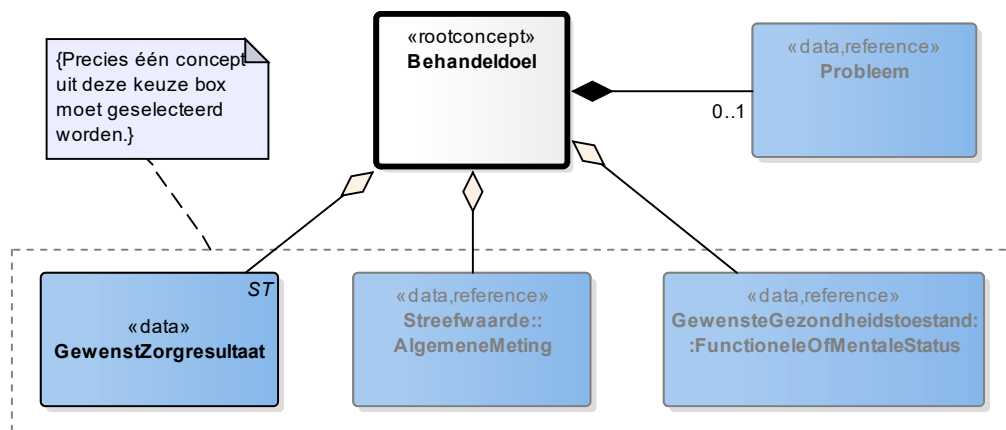 {Precies één concept
uit deze keuze box
moet geselecteerd
worden.}
«rootconcept»
Behandeldoel
«data,reference»
Probleem
0..1
ST
«data»
GewenstZorgresultaat
«data,reference»
Streefwaarde::
AlgemeneMeting
«data,reference»
GewensteGezondheidstoestand:
:FunctioneleOfMentaleStatus